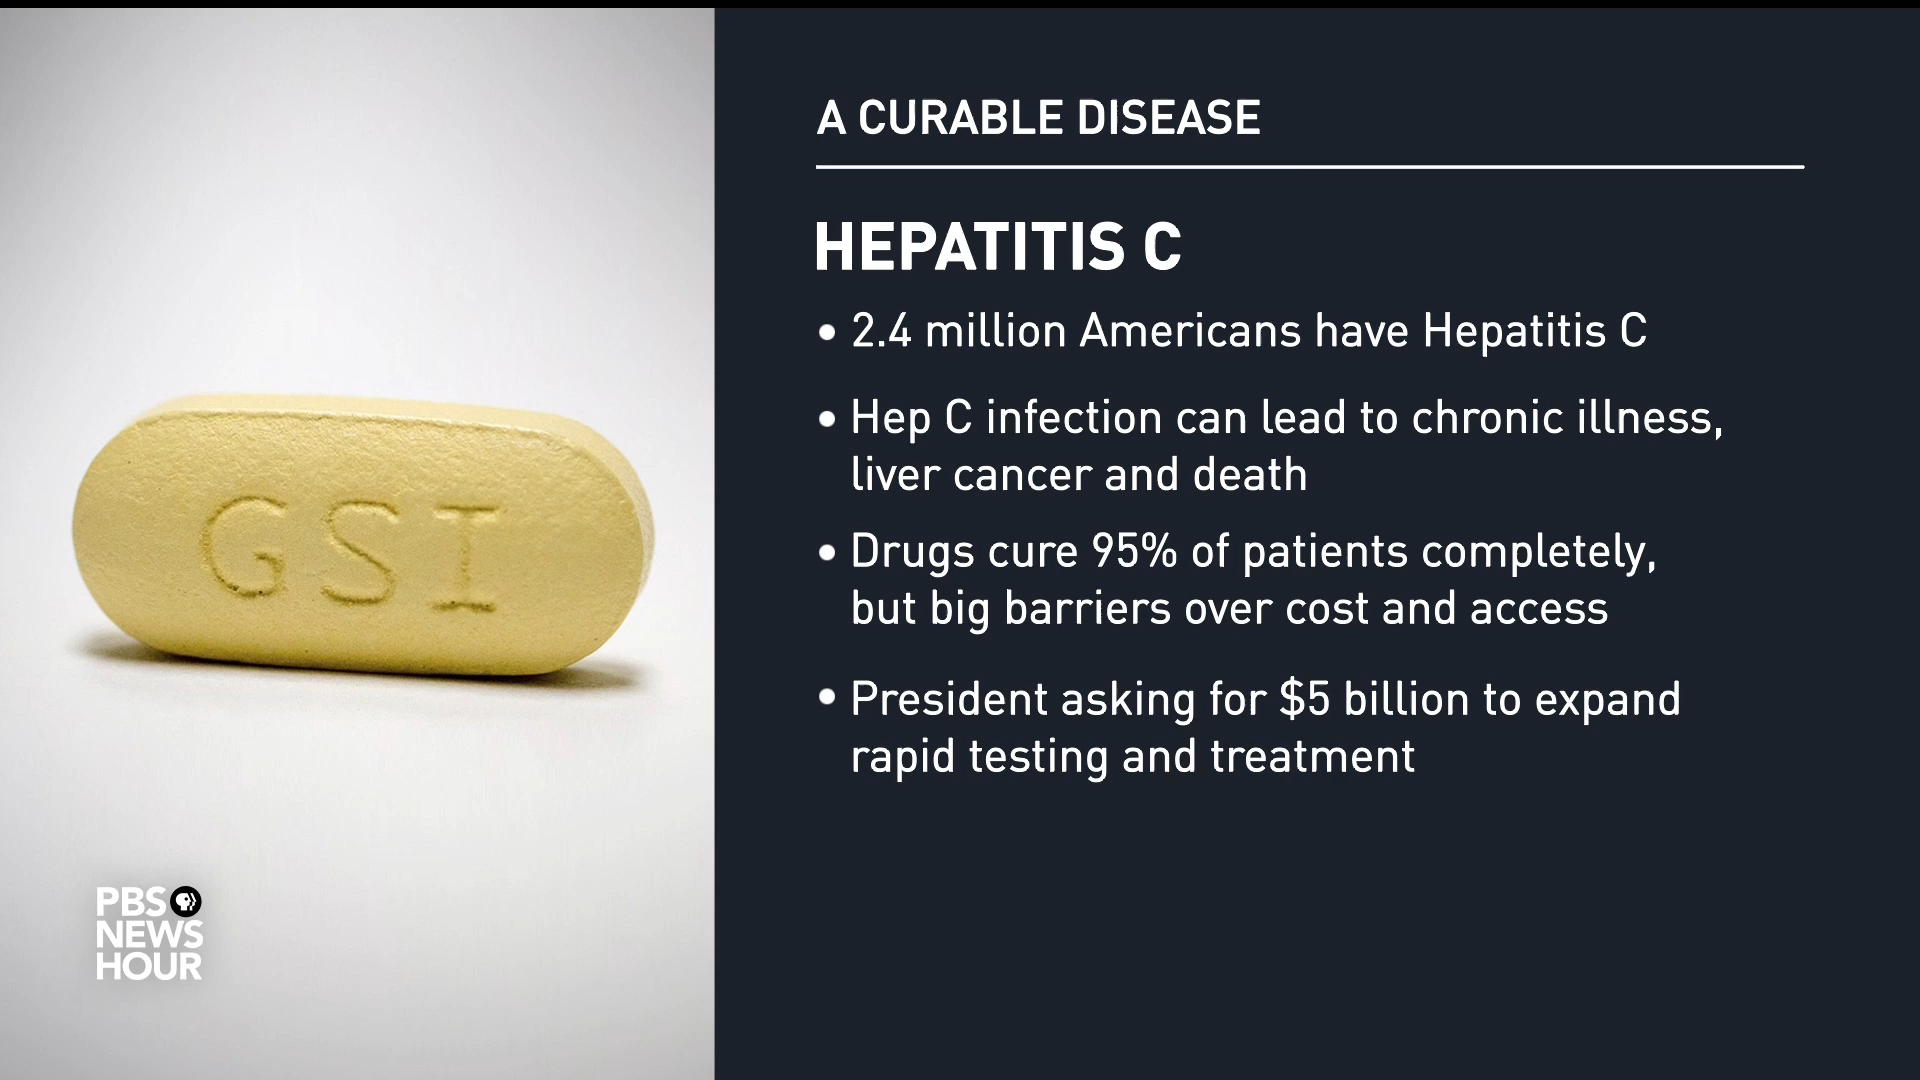 A CURABLE DISEASE
HEPATITIS C
• 2.4 million Americans have Hepatitis C
• Hep C infection can lead to chronic illness,
liver cancer and death
• Drugs cure 95% of patients completely,
but big barriers over cost and access
• President asking for $5 billion to expand
rapid testing and treatment
GSI
PBS
NEWS
HOUR